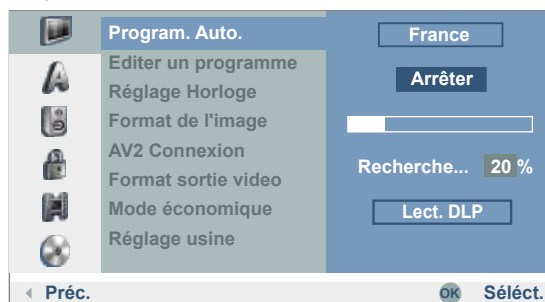 Program. Auto.
Editer un programme
Réglage Horloge
Format de l'image
AV2 Connexion
Format sortie video
Mode économique
Réglage usine
France
Arrêter
Recherche... 20 %
Lect. DLP
Préc.
OK Séléct.